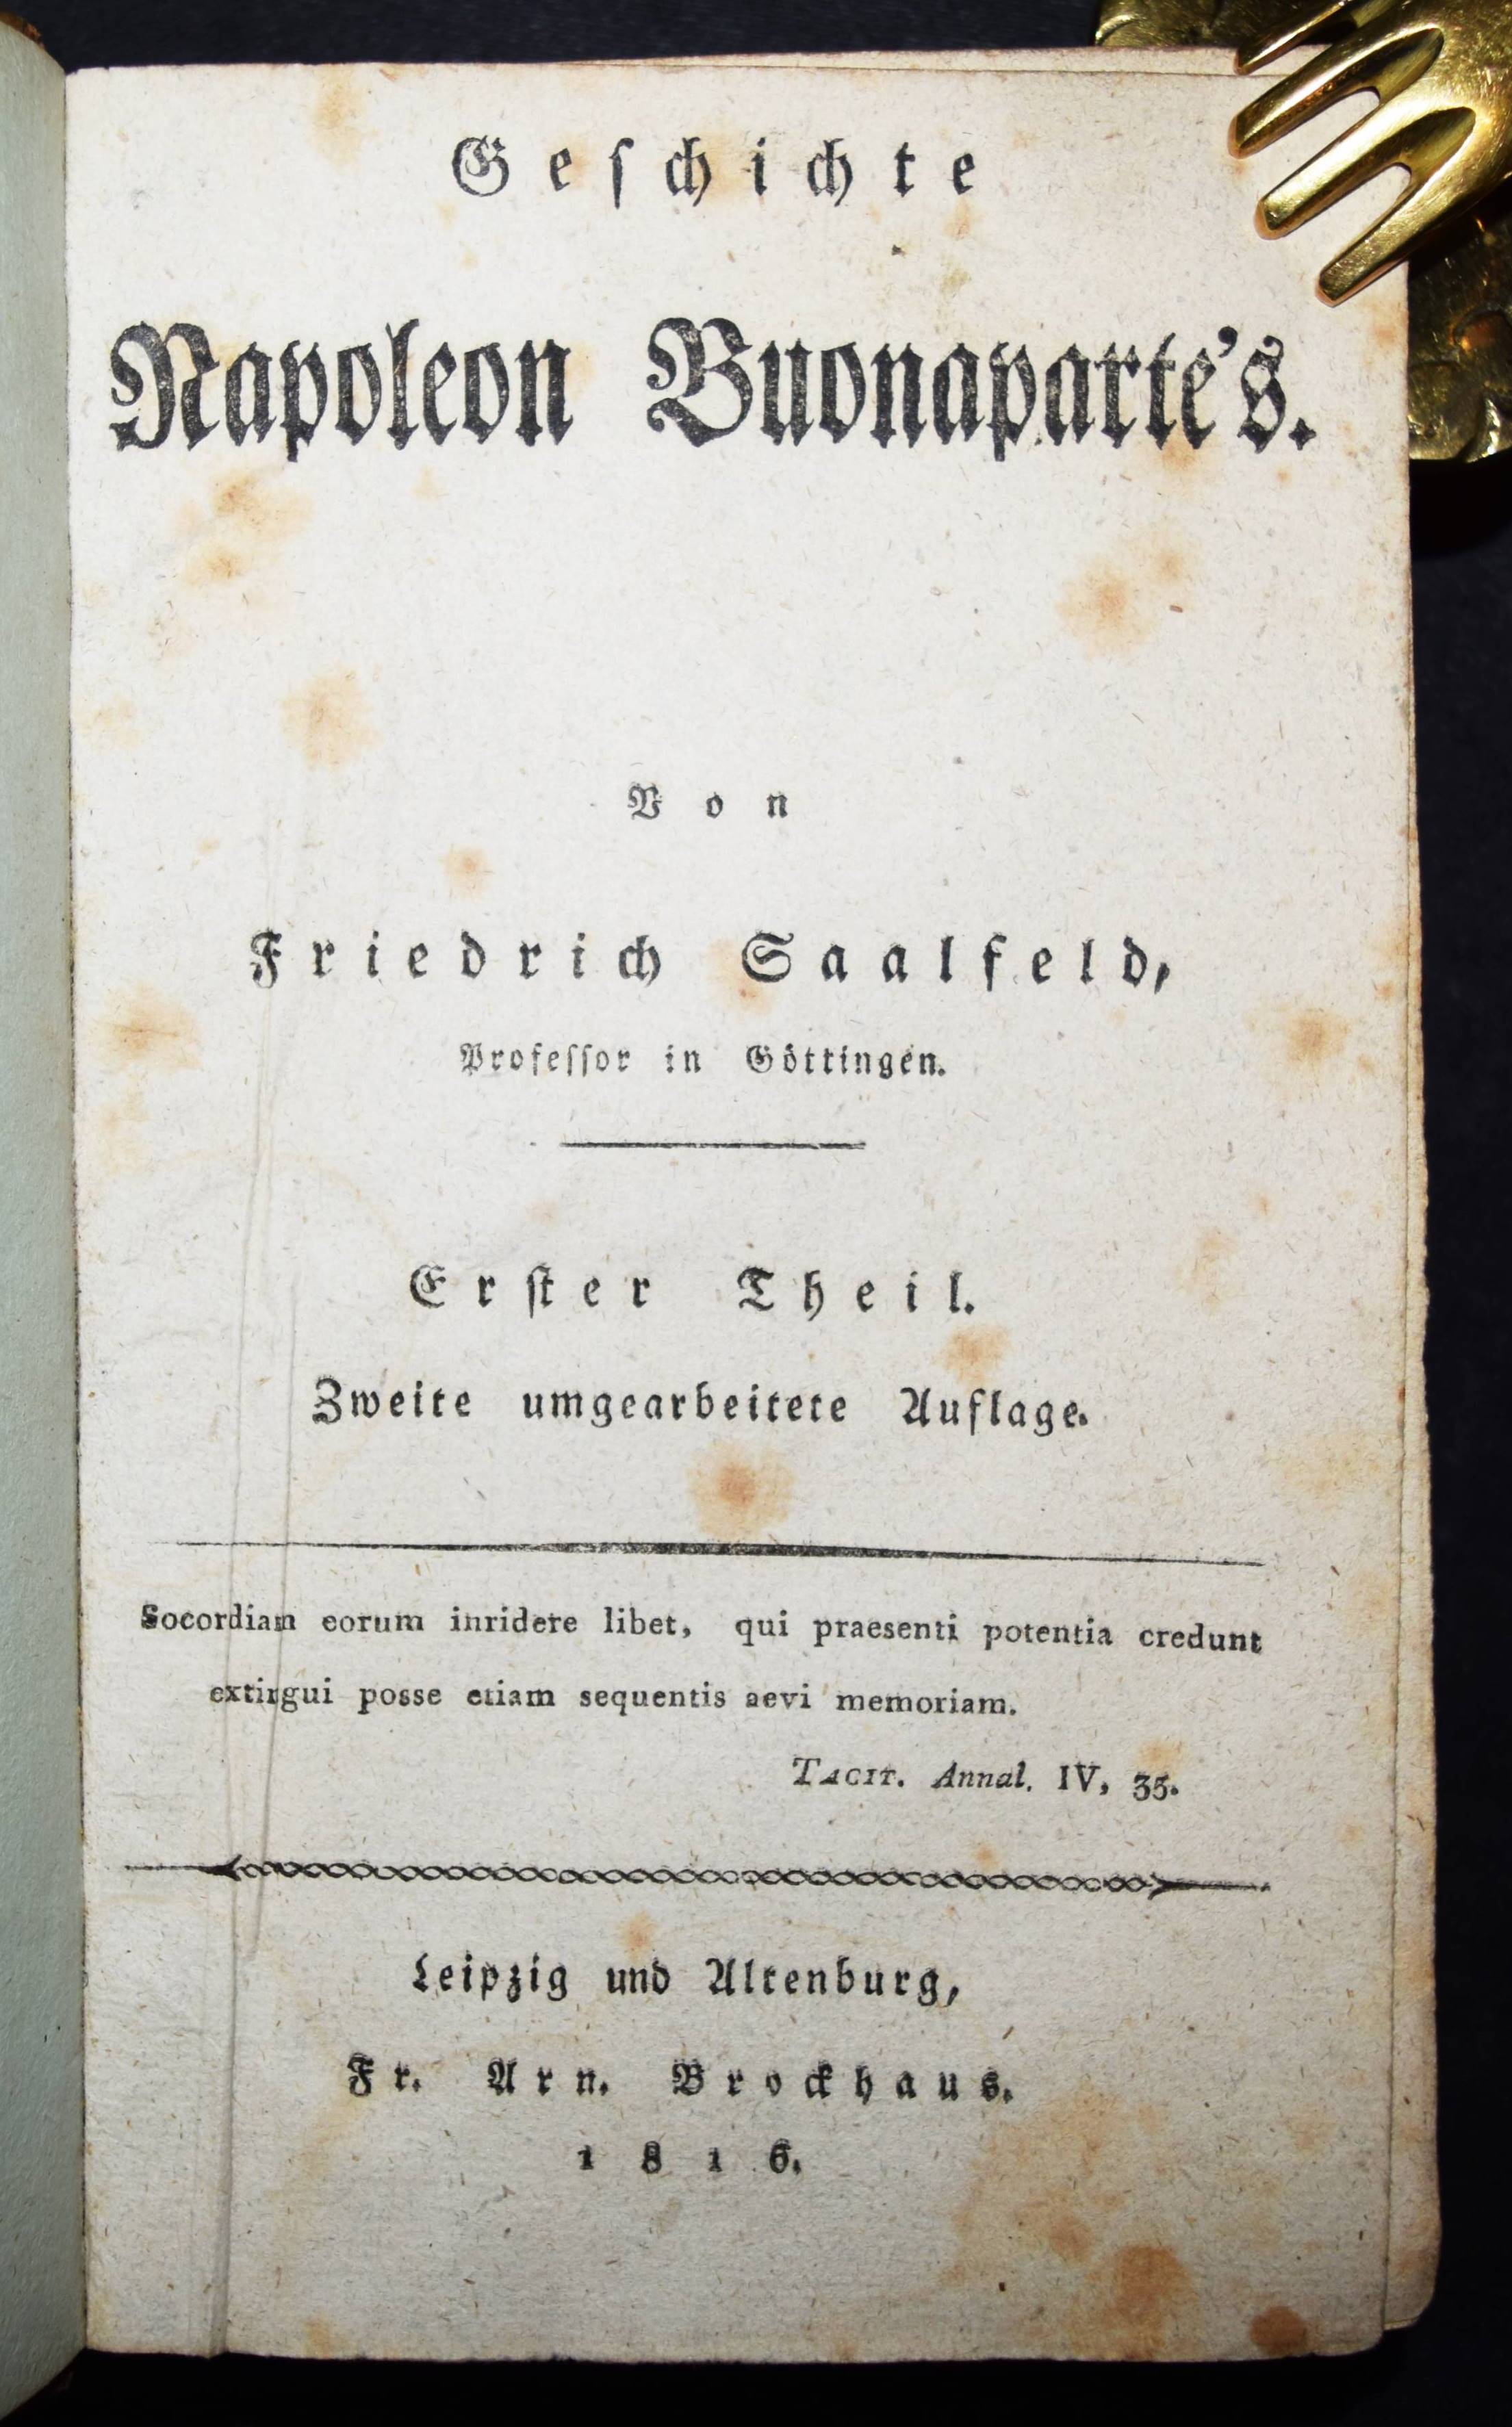 Geſchichte
Napoleon Buonaparte's.
Von
Friedrich Saalfeld,
Profeſſor in Göttingen.
Erſter Theil.
Zweite umgearbeitete Auflage.
Socordiam eorum inridere libet, qui praesenti potentia credunt
extingui posse etiam sequentis aevi memoriam.
TACIT. Annal. IV, 35.
Leipzig und Altenburg,
Fr. Arn. Brockhaus.
1816.